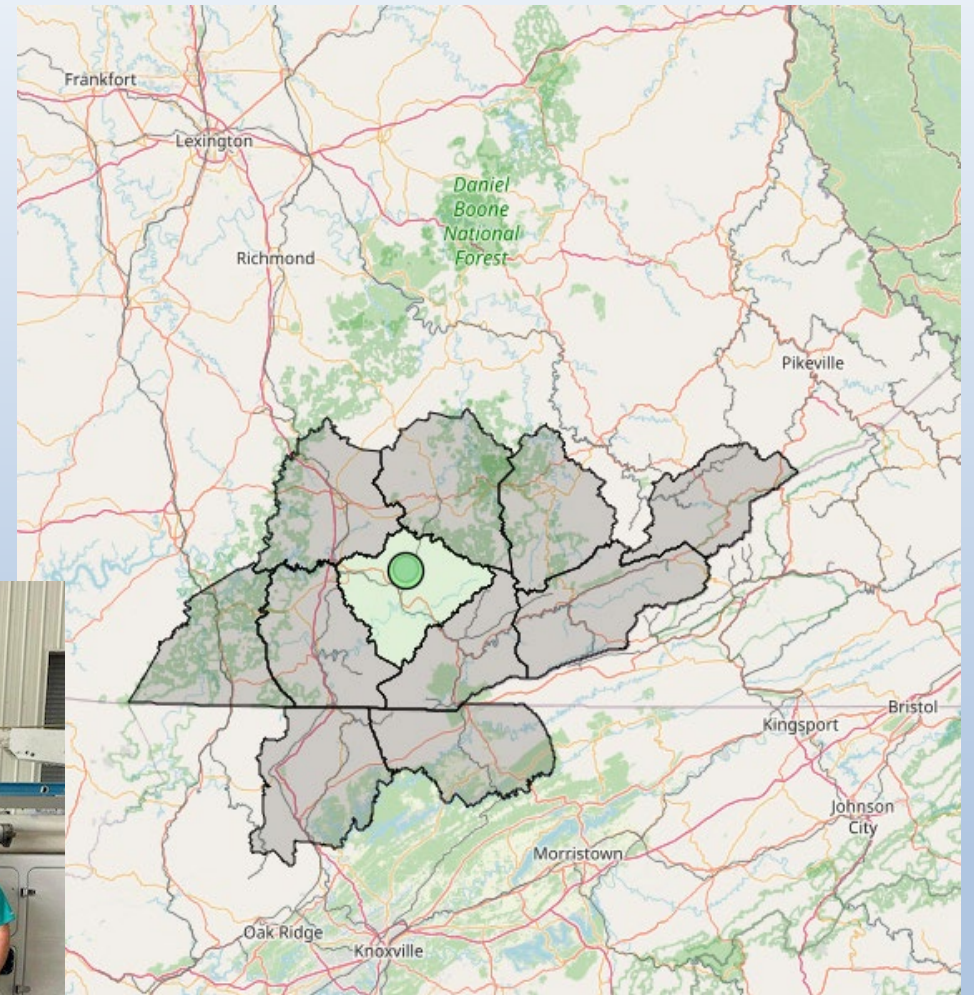 Frankfort
Lexington
Daniel
Boone
National
Forest
Richmond
Pikeville
Kingsport
Bristol
Johnson
City
Morristown
Oak Ridge
Knoxville